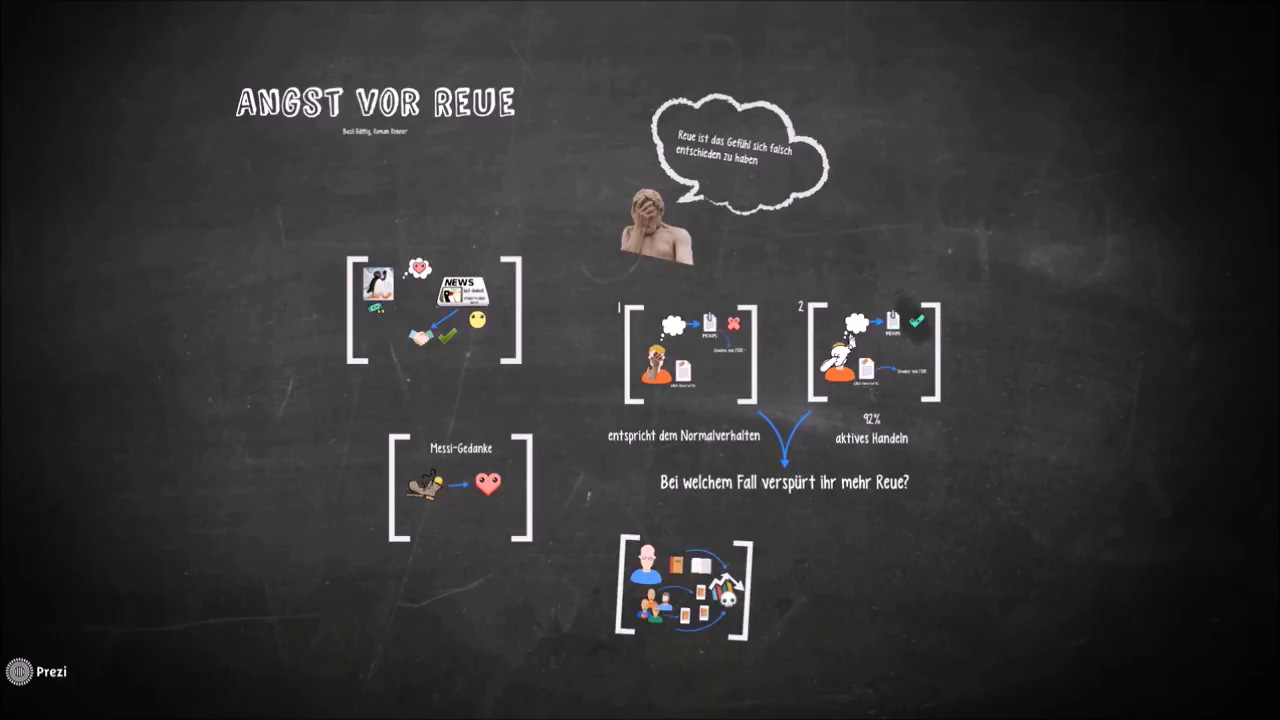 ANGST VOR REUE
Reue ist das Gefühl sich falsch
entschieden zu haben
NEWS
1
2
entspricht dem Normalverhalten
92%
aktives Handeln
Bei welchem Fall verspürt ihr mehr Reue?
Messi-Gedanke
Prezi